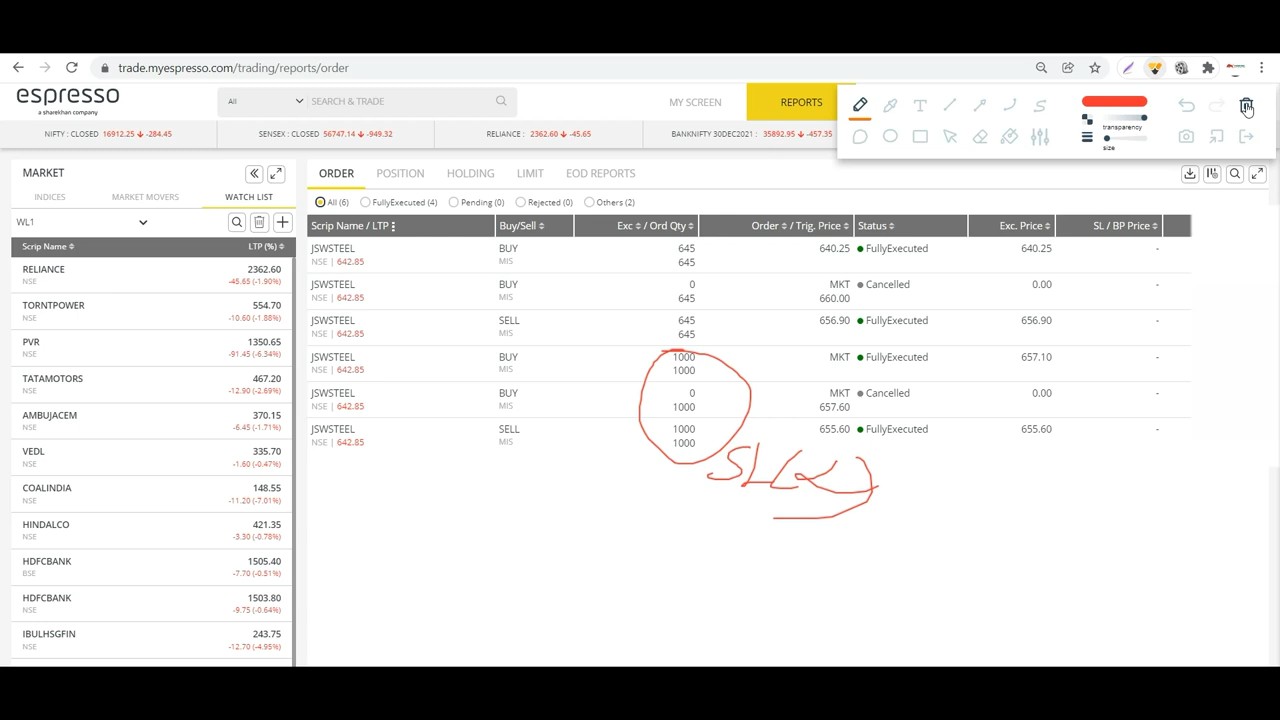 trade.myespresso.com/trading/reports/order
espresso
a sharekhan company
All
SEARCH & TRADE
MY SCREEN
REPORTS
transparency
size
NIFTY : CLOSED 16912.25 -284.45
SENSEX : CLOSED 56747.14 -949.32
RELIANCE : 2362.60 -45.65
BANKNIFTY 30DEC2021 : 35892.95 -457.35
MARKET
INDICES MARKET MOVERS WATCH LIST
WL1
Scrip Name LTP (%)
RELIANCE 2362.60
NSE -45.65 (-1.90%)
TORNTPOWER 554.70
NSE -10.60 (-1.88%)
PVR 1350.65
NSE -91.45 (-6.34%)
TATAMOTORS 467.20
NSE -12.90 (-2.69%)
AMBUJACEM 370.15
NSE -6.45 (-1.71%)
VEDL 335.70
NSE -1.60 (-0.47%)
COALINDIA 148.55
NSE -11.20 (-7.01%)
HINDALCO 421.35
NSE -3.30 (-0.78%)
HDFCBANK 1505.40
BSE -7.70 (-0.51%)
HDFCBANK 1503.80
NSE -9.75 (-0.64%)
IBULHSGFIN 243.75
NSE -12.70 (-4.95%)
ORDER POSITION HOLDING LIMIT EOD REPORTS
All (6) FullyExecuted (4) Pending (0) Rejected (0) Others (2)
Scrip Name / LTP Buy/Sell Exc / Ord Qty Order / Trig. Price Status Exc. Price SL / BP Price
JSWSTEEL BUY 645 640.25 FullyExecuted 640.25 -
NSE | 642.85 MIS 645
JSWSTEEL BUY 0 MKT Cancelled 0.00 -
NSE | 642.85 MIS 645 660.00
JSWSTEEL SELL 645 656.90 FullyExecuted 656.90 -
NSE | 642.85 MIS 645
JSWSTEEL BUY 1000 MKT FullyExecuted 657.10 -
NSE | 642.85 MIS 1000
JSWSTEEL BUY 0 MKT Cancelled 0.00 -
NSE | 642.85 MIS 1000 657.60
JSWSTEEL SELL 1000 655.60 FullyExecuted 655.60 -
NSE | 642.85 MIS 1000
SL(2)